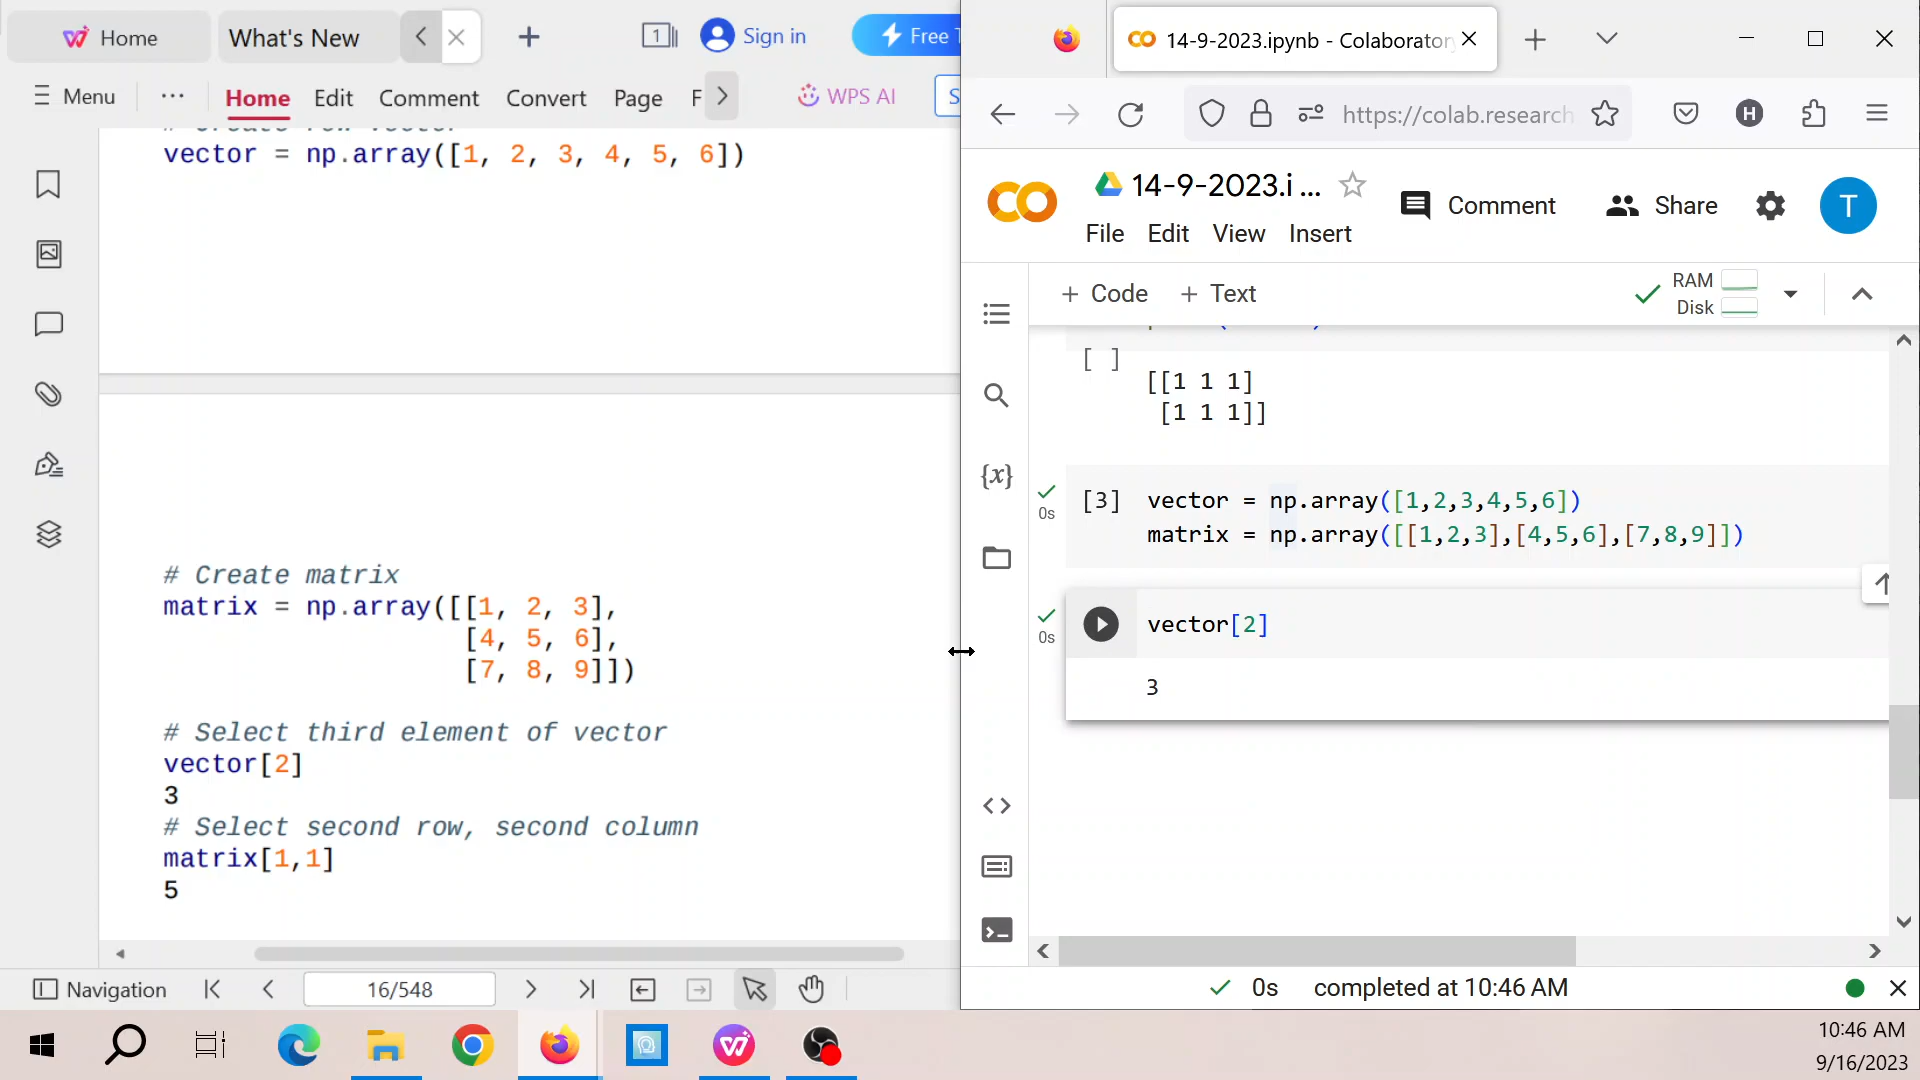 Home
What's New
1
Sign in
Free
Menu
Home
Edit
Comment
Convert
Page
F
WPS AI
S
# Create row vector
vector = np.array([1, 2, 3, 4, 5, 6])
# Create matrix
matrix = np.array([[1, 2, 3],
[4, 5, 6],
[7, 8, 9]])
# Select third element of vector
vector[2]
3
# Select second row, second column
matrix[1,1]
5
Navigation
16/548
14-9-2023.ipynb - Colaborator
https://colab.research
H
14-9-2023.i ...
Comment
Share
T
File
Edit
View
Insert
+ Code
+ Text
RAM
Disk
[ ]
[[1 1 1]
[1 1 1]]
0s
[3]
vector = np.array([1,2,3,4,5,6])
matrix = np.array([[1,2,3],[4,5,6],[7,8,9]])
0s
vector[2]
3
{x}
0s
completed at 10:46 AM
10:46 AM
9/16/2023